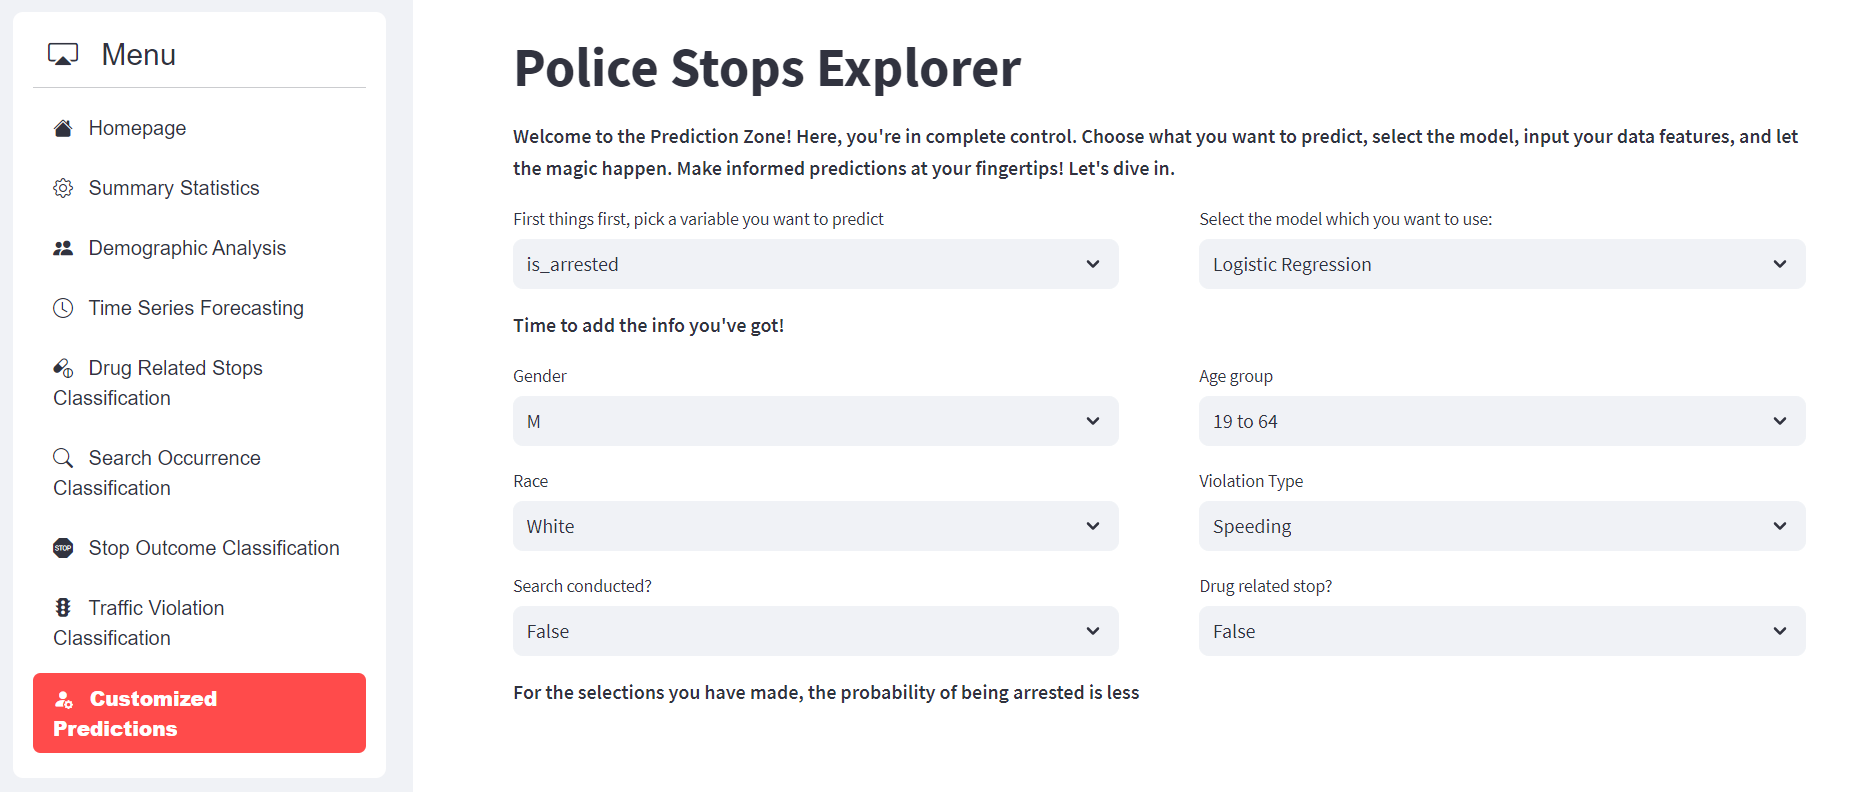 Menu
Homepage
Summary Statistics
Demographic Analysis
Time Series Forecasting
Drug Related Stops
Classification
Search Occurrence
Classification
STOP
Stop Outcome Classification
Traffic Violation
Classification
Customized
Predictions
Police Stops Explorer
Welcome to the Prediction Zone! Here, you're in complete control. Choose what you want to predict, select the model, input your data features, and let
the magic happen. Make informed predictions at your fingertips! Let's dive in.
First things first, pick a variable you want to predict
is_arrested
Select the model which you want to use:
Logistic Regression
Time to add the info you've got!
Gender
M
Age group
19 to 64
Race
White
Violation Type
Speeding
Search conducted?
False
Drug related stop?
False
For the selections you have made, the probability of being arrested is less